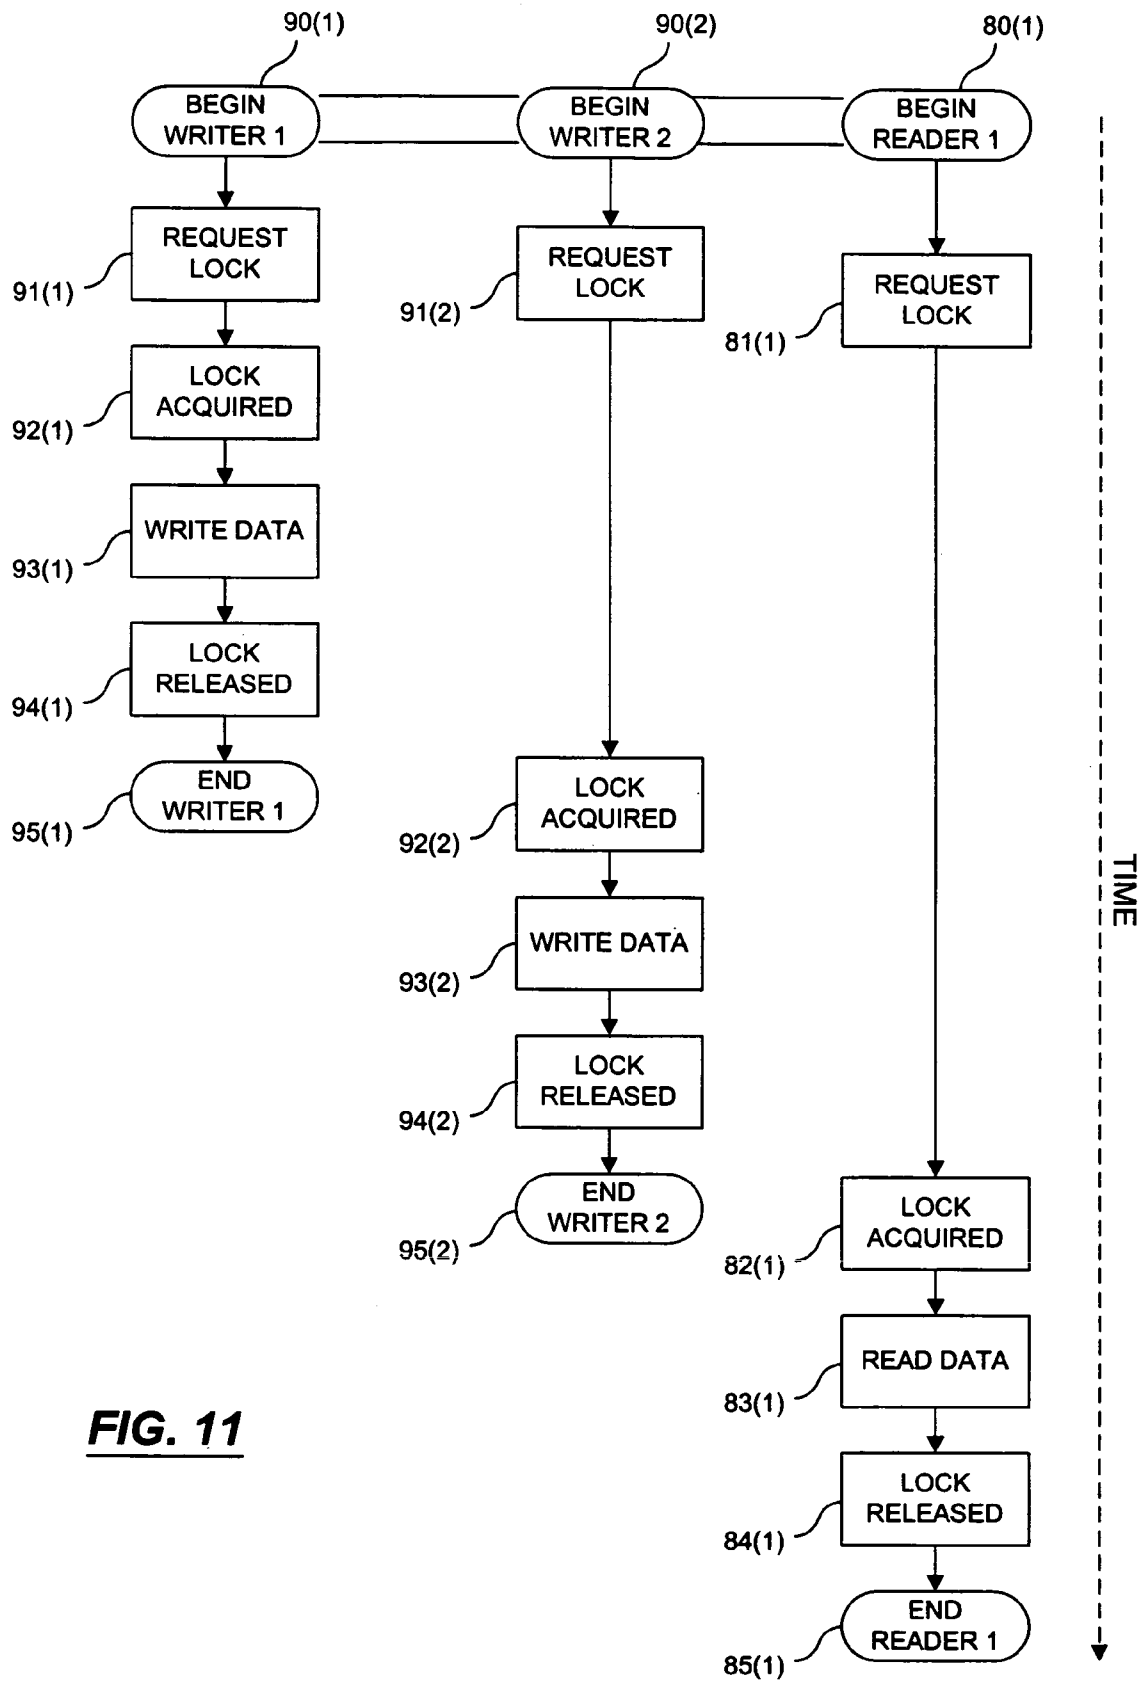 90(1)
90(2)
80(1)
BEGIN
WRITER 1
BEGIN
WRITER 2
BEGIN
READER 1
REQUEST
LOCK
91(1)
REQUEST
LOCK
91(2)
REQUEST
LOCK
81(1)
LOCK
ACQUIRED
92(1)
WRITE DATA
93(1)
LOCK
RELEASED
94(1)
END
WRITER 1
95(1)
LOCK
ACQUIRED
92(2)
WRITE DATA
93(2)
LOCK
RELEASED
94(2)
END
WRITER 2
95(2)
LOCK
ACQUIRED
82(1)
READ DATA
83(1)
LOCK
RELEASED
84(1)
END
READER 1
85(1)
TIME
FIG. 11